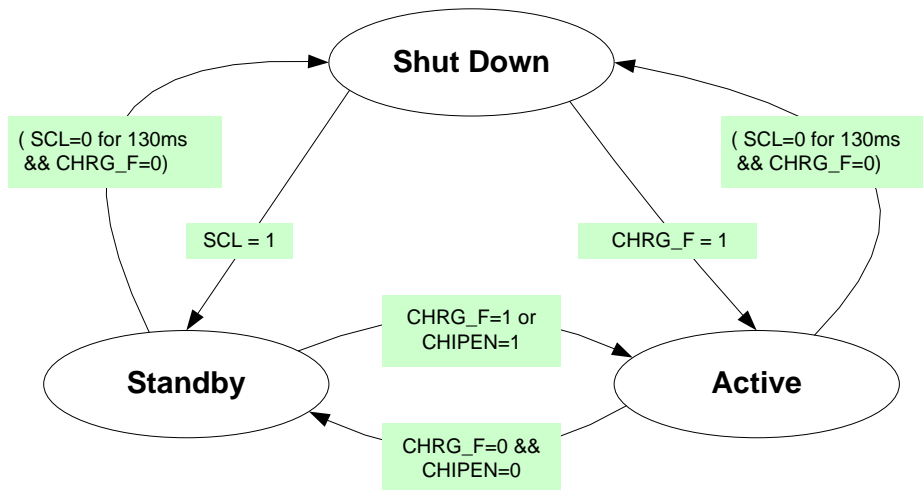 Shut Down
( SCL=0 for 130ms
&& CHRG_F=0)
( SCL=0 for 130ms
&& CHRG_F=0)
SCL = 1
CHRG_F = 1
CHRG_F=1 or
CHIPEN=1
Standby
Active
CHRG_F=0 &&
CHIPEN=0